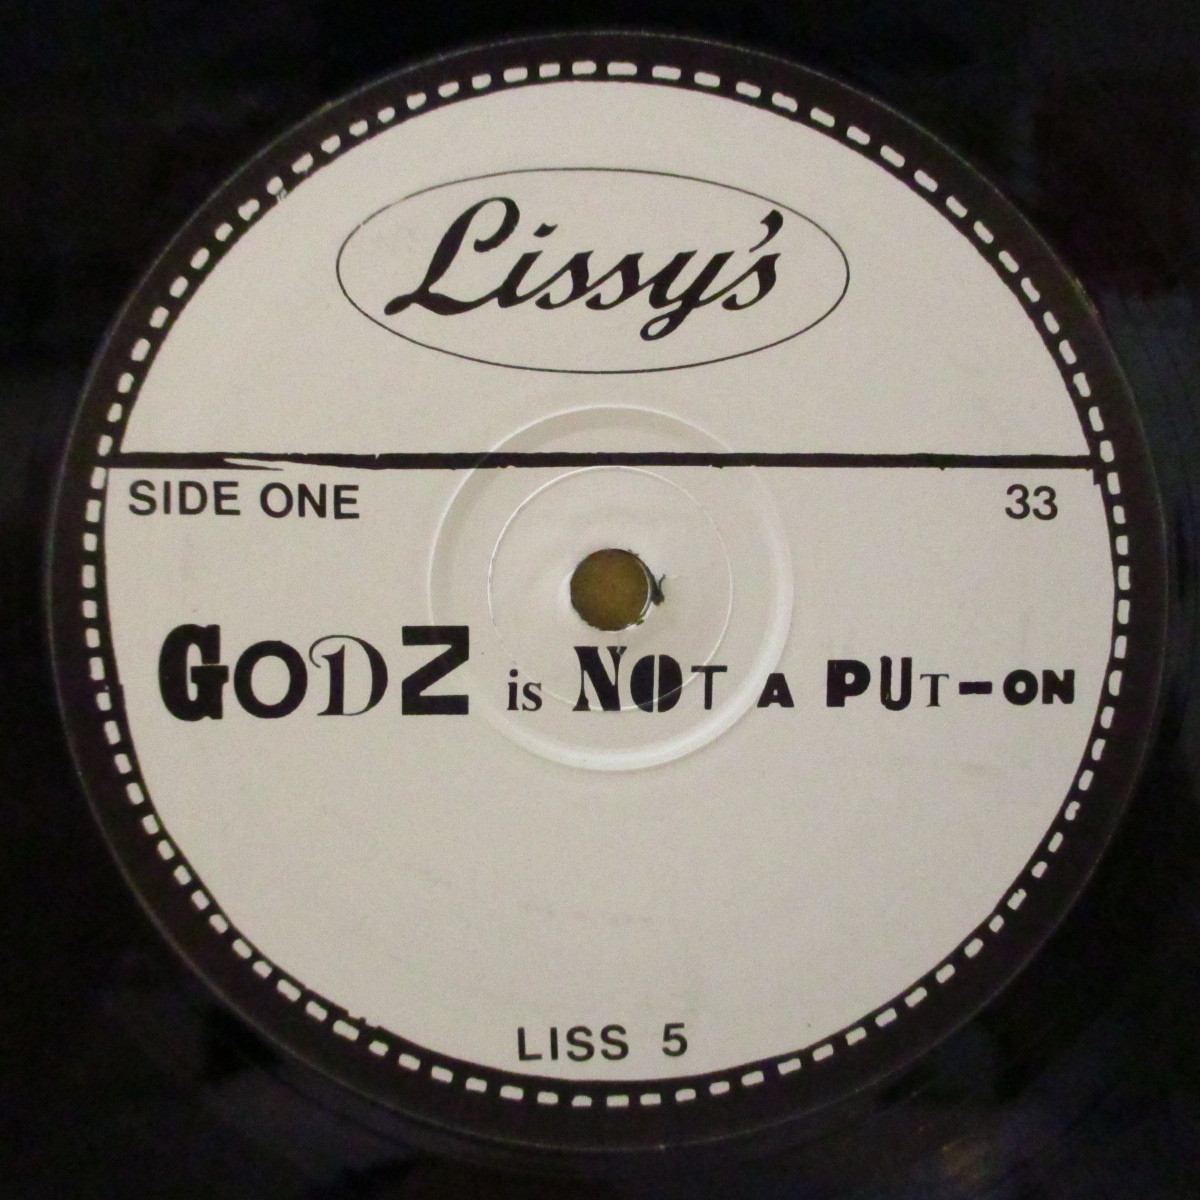 Lissy's
SIDE ONE 33
GODZ is NOT A PUT-ON
LISS 5